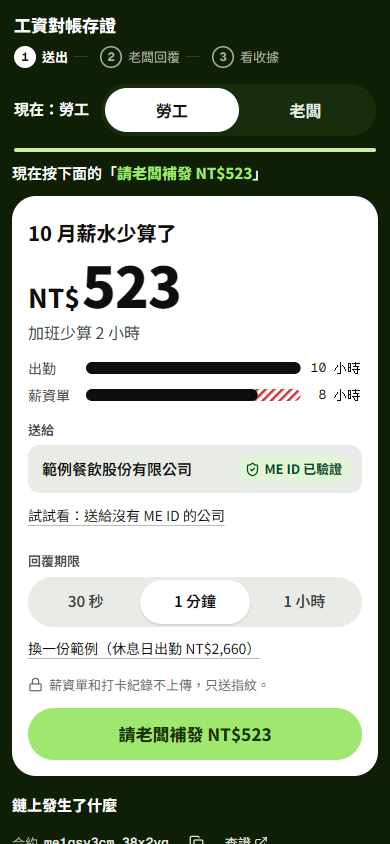 工資對帳存證
1 送出 2 老闆回覆 3 看收據
現在：勞工 勞工 老闆
現在按下面的「請老闆補發 NT$523」
10 月薪水少算了
NT$523
加班少算 2 小時
出勤 10 小時
薪資單 8 小時
送給
範例餐飲股份有限公司 ME ID 已驗證
試試看：送給沒有 ME ID 的公司
回覆期限
30 秒 1 分鐘 1 小時
換一份範例（休息日出勤 NT$2,660）
薪資單和打卡紀錄不上傳，只送指紋。
請老闆補發 NT$523
鏈上發生了什麼